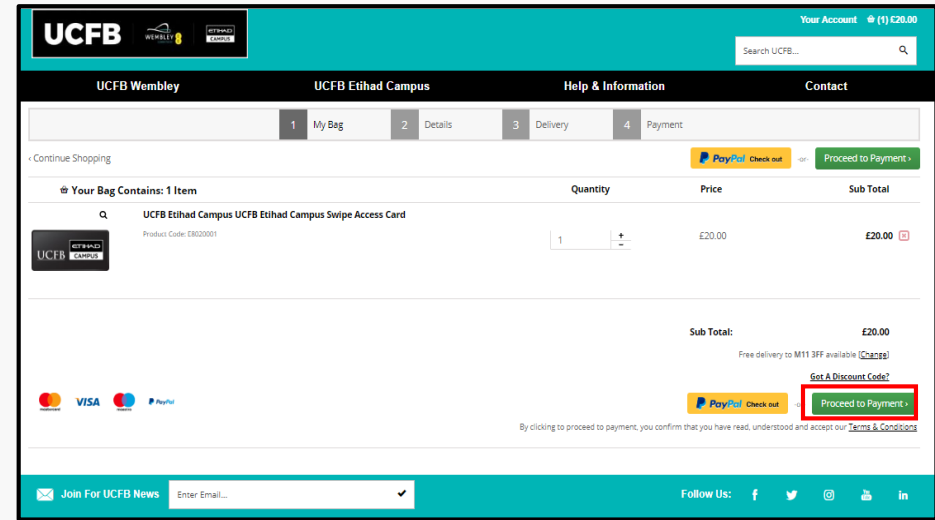 Your Account (1) £20.00
UCFB WEMBLEY ETIHAD CAMPUS
Search UCFB...
UCFB Wembley UCFB Etihad Campus Help & Information Contact
1 My Bag 2 Details 3 Delivery 4 Payment
‹ Continue Shopping PayPal Check out -or- Proceed to Payment ›
Your Bag Contains: 1 Item Quantity Price Sub Total
UCFB Etihad Campus UCFB Etihad Campus Swipe Access Card
Product Code: E8020001
1 + - £20.00 £20.00
UCFB ETIHAD CAMPUS
Sub Total: £20.00
Free delivery to M11 3FF available [Change]
Got A Discount Code?
mastercard VISA maestro PayPal PayPal Check out Proceed to Payment ›
By clicking to proceed to payment, you confirm that you have read, understood and accept our Terms & Conditions
Join For UCFB News Enter Email... Follow Us: f You Tube in